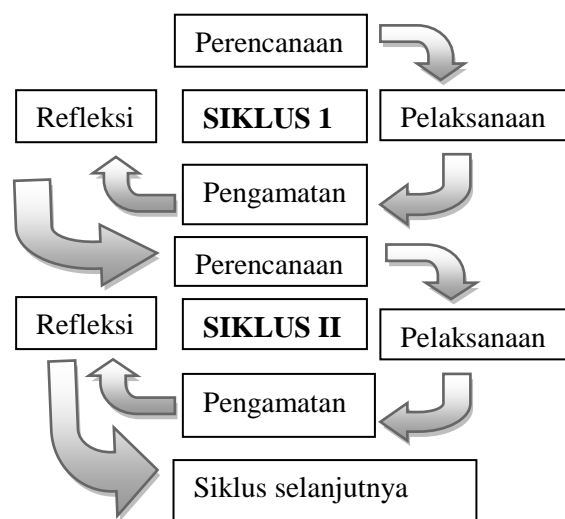 Perencanaan
Refleksi
SIKLUS 1
Pelaksanaan
Pengamatan
Perencanaan
Refleksi
SIKLUS II
Pelaksanaan
Pengamatan
Siklus selanjutnya